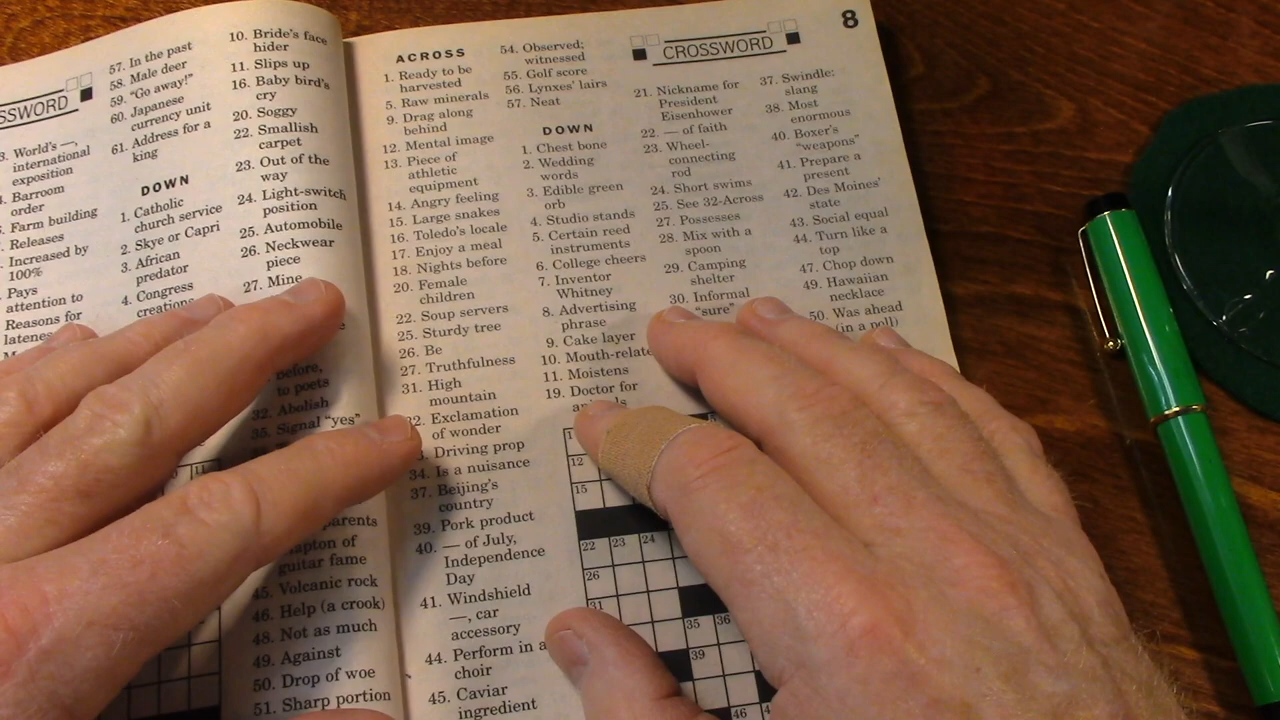 SSWORD
World's —,
international
exposition
Barroom
order
Farm building
Releases
Increased by
100%
Pays
attention to
Reasons for
57. In the past
58. Male deer
59. "Go away!"
60. Japanese
currency unit
61. Address for a
king
DOWN
1. Catholic
church service
2. Skye or Capri
3. African
predator
4. Congress
creations
10. Bride's face
hider
11. Slips up
16. Baby bird's
cry
20. Soggy
22. Smallish
carpet
23. Out of the
way
24. Light-switch
position
25. Automobile
26. Neckwear
piece
27. Mine
before,
to poets
32. Abolish
35. Signal "yes"
parents
guitar fame
45. Volcanic rock
46. Help (a crook)
48. Not as much
49. Against
50. Drop of woe
51. Sharp portion
11
8
CROSSWORD
ACROSS
1. Ready to be
harvested
5. Raw minerals
9. Drag along
behind
12. Mental image
13. Piece of
athletic
equipment
14. Angry feeling
15. Large snakes
16. Toledo's locale
17. Enjoy a meal
18. Nights before
20. Female
children
22. Soup servers
25. Sturdy tree
26. Be
27. Truthfulness
31. High
mountain
32. Exclamation
of wonder
Driving prop
34. Is a nuisance
37. Beijing's
country
39. Pork product
40. — of July,
Independence
Day
41. Windshield
—, car
accessory
44. Perform in a
choir
45. Caviar
ingredient
54. Observed;
witnessed
55. Golf score
56. Lynxes' lairs
57. Neat
DOWN
1. Chest bone
2. Wedding
words
3. Edible green
orb
4. Studio stands
5. Certain reed
instruments
6. College cheers
7. Inventor
Whitney
8. Advertising
phrase
9. Cake layer
10. Mouth-relate
11. Moistens
19. Doctor for
21. Nickname for
President
Eisenhower
22. — of faith
23. Wheel-
connecting
rod
24. Short swims
25. See 32-Across
27. Possesses
28. Mix with a
spoon
29. Camping
shelter
30. Informal
"sure"
37. Swindle:
slang
38. Most
enormous
40. Boxer's
"weapons"
41. Prepare a
present
42. Des Moines'
state
43. Social equal
44. Turn like a
top
47. Chop down
49. Hawaiian
necklace
50. Was ahead
(in a poll)
1
12
15
22 23 24
26
31
35 36
39
46